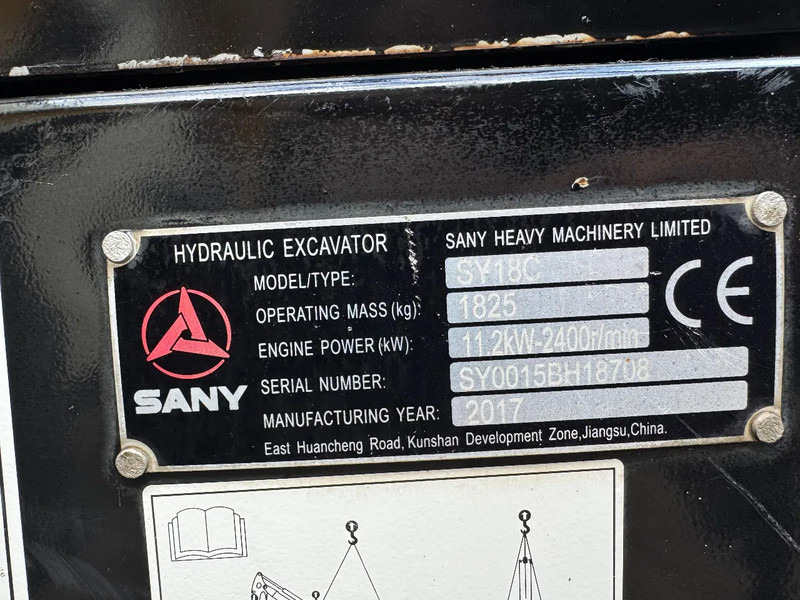 HYDRAULIC EXCAVATOR SANY HEAVY MACHINERY LIMITED
MODEL/TYPE: SY18C
OPERATING MASS(kg): 1825
ENGINE POWER(kW): 11.2kW-2400r/min
SERIAL NUMBER: SY0015BH18708
MANUFACTURING YEAR: 2017
East Huancheng Road, Kunshan Development Zone,Jiangsu,China.
SANY
CE